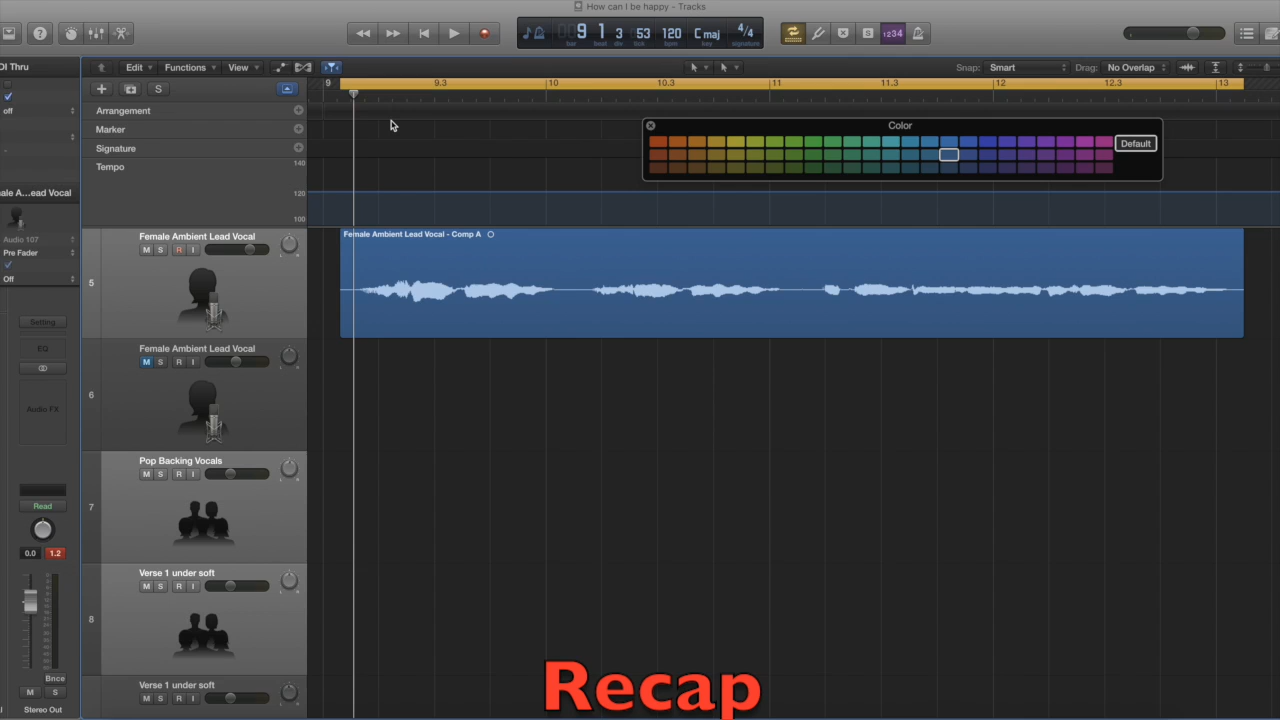 How can I be happy - Tracks
9 1 3 53 120 C maj 4/4
bar beat bpm key signature
1234
DI Thru
Edit Functions View
Snap: Smart Drag: No Overlap
9 9.3 10 10.3 11 11.3 12 12.3 13
S
off
Arrangement
Marker
Signature
Tempo
140
120
100
Color
Default
ale A...ead Vocal
Audio 107
Pre Fader
Off
Setting
EQ
Audio FX
Read
0.0 1.2
Bnce
M S
Stereo Out
5
Female Ambient Lead Vocal
M S R I
L R
Female Ambient Lead Vocal - Comp A
6
Female Ambient Lead Vocal
M S R I
L R
7
Pop Backing Vocals
M S R I
L R
8
Verse 1 under soft
M S R I
L R
Verse 1 under soft
M S R I
L R
Recap